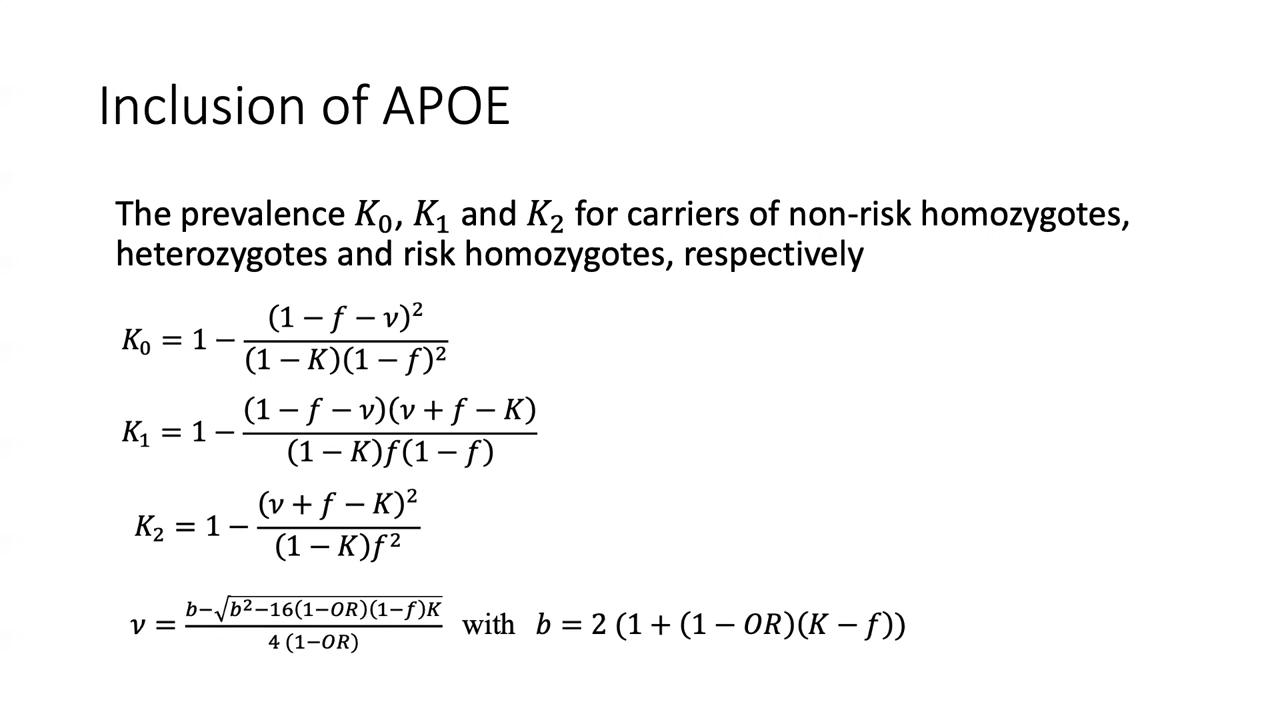 Inclusion of APOE
The prevalence K₀, K₁ and K₂ for carriers of non-risk homozygotes,
heterozygotes and risk homozygotes, respectively
K₀ = 1 − (1 − f − ν)² / (1 − K)(1 − f)²
K₁ = 1 − (1 − f − ν)(ν + f − K) / (1 − K)f(1 − f)
K₂ = 1 − (ν + f − K)² / (1 − K)f²
ν = b−√(b²−16(1−OR)(1−f)K) / 4 (1−OR) with b = 2 (1 + (1 − OR)(K − f))